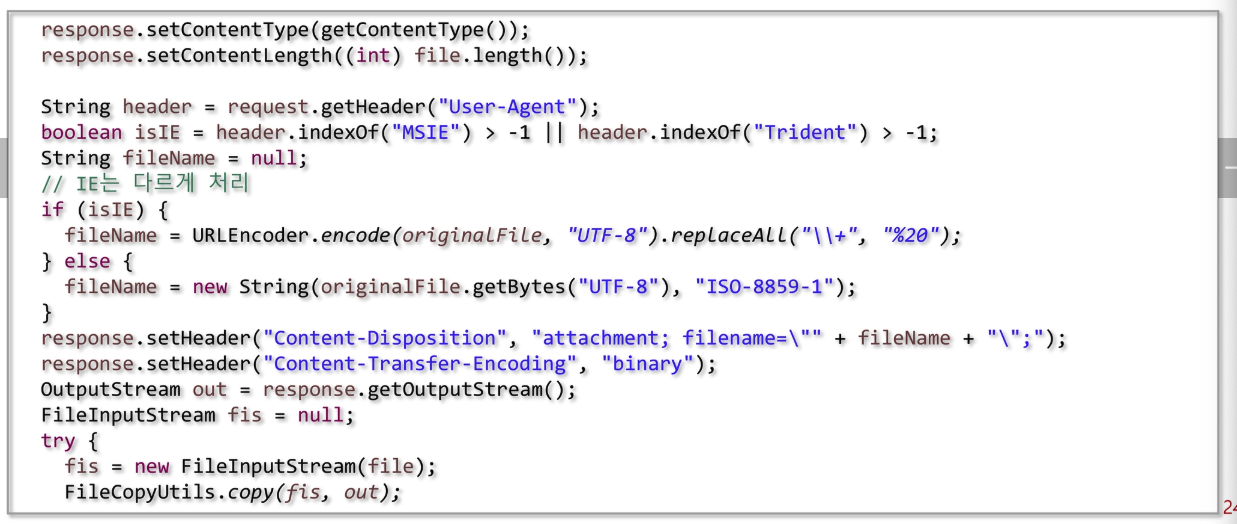 response.setContentType(getContentType());
response.setContentLength((int) file.length());
String header = request.getHeader("User-Agent");
boolean isIE = header.indexOf("MSIE") > -1 || header.indexOf("Trident") > -1;
String fileName = null;
// IE는 다르게 처리
if (isIE) {
fileName = URLEncoder.encode(originalFile, "UTF-8").replaceAll("\\+", "%20");
} else {
fileName = new String(originalFile.getBytes("UTF-8"), "ISO-8859-1");
}
response.setHeader("Content-Disposition", "attachment; filename=\"" + fileName + "\";");
response.setHeader("Content-Transfer-Encoding", "binary");
OutputStream out = response.getOutputStream();
FileInputStream fis = null;
try {
fis = new FileInputStream(file);
FileCopyUtils.copy(fis, out);
24